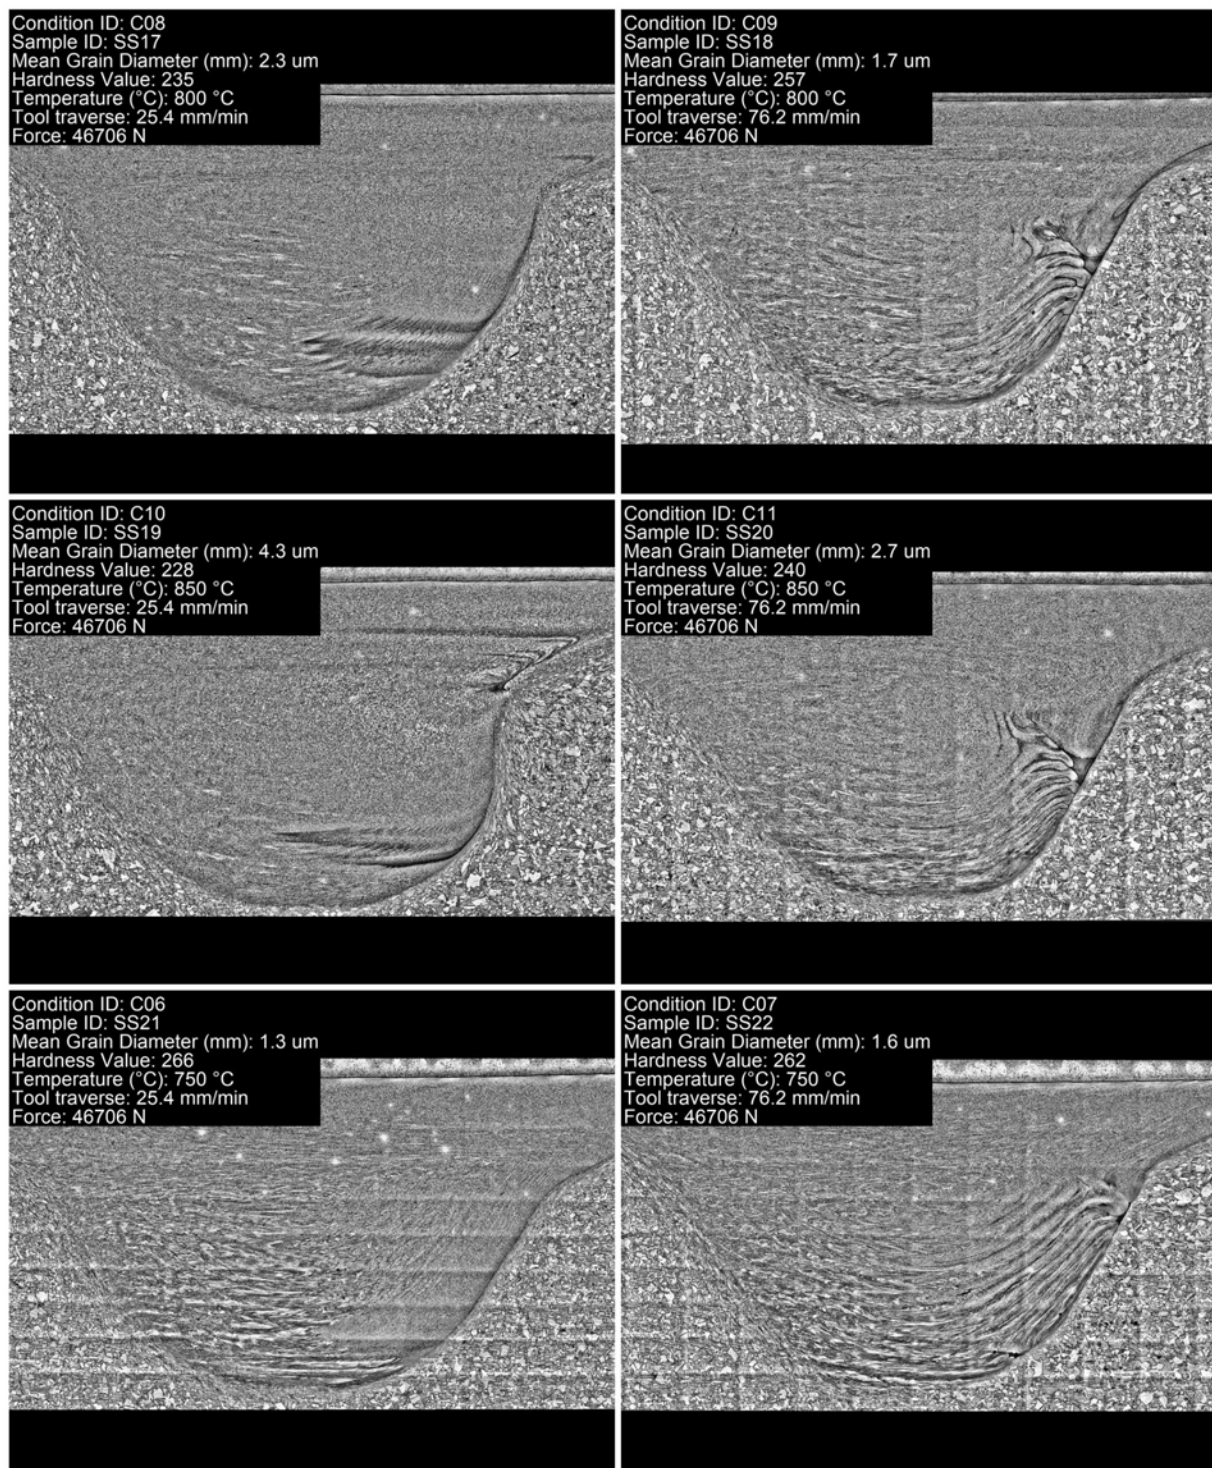 Condition ID: C08
Sample ID: SS17
Mean Grain Diameter (mm): 2.3 um
Hardness Value: 235
Temperature (°C): 800 °C
Tool traverse: 25.4 mm/min
Force: 46706 N
Condition ID: C09
Sample ID: SS18
Mean Grain Diameter (mm): 1.7 um
Hardness Value: 257
Temperature (°C): 800 °C
Tool traverse: 76.2 mm/min
Force: 46706 N
Condition ID: C10
Sample ID: SS19
Mean Grain Diameter (mm): 4.3 um
Hardness Value: 228
Temperature (°C): 850 °C
Tool traverse: 25.4 mm/min
Force: 46706 N
Condition ID: C11
Sample ID: SS20
Mean Grain Diameter (mm): 2.7 um
Hardness Value: 240
Temperature (°C): 850 °C
Tool traverse: 76.2 mm/min
Force: 46706 N
Condition ID: C06
Sample ID: SS21
Mean Grain Diameter (mm): 1.3 um
Hardness Value: 266
Temperature (°C): 750 °C
Tool traverse: 25.4 mm/min
Force: 46706 N
Condition ID: C07
Sample ID: SS22
Mean Grain Diameter (mm): 1.6 um
Hardness Value: 262
Temperature (°C): 750 °C
Tool traverse: 76.2 mm/min
Force: 46706 N